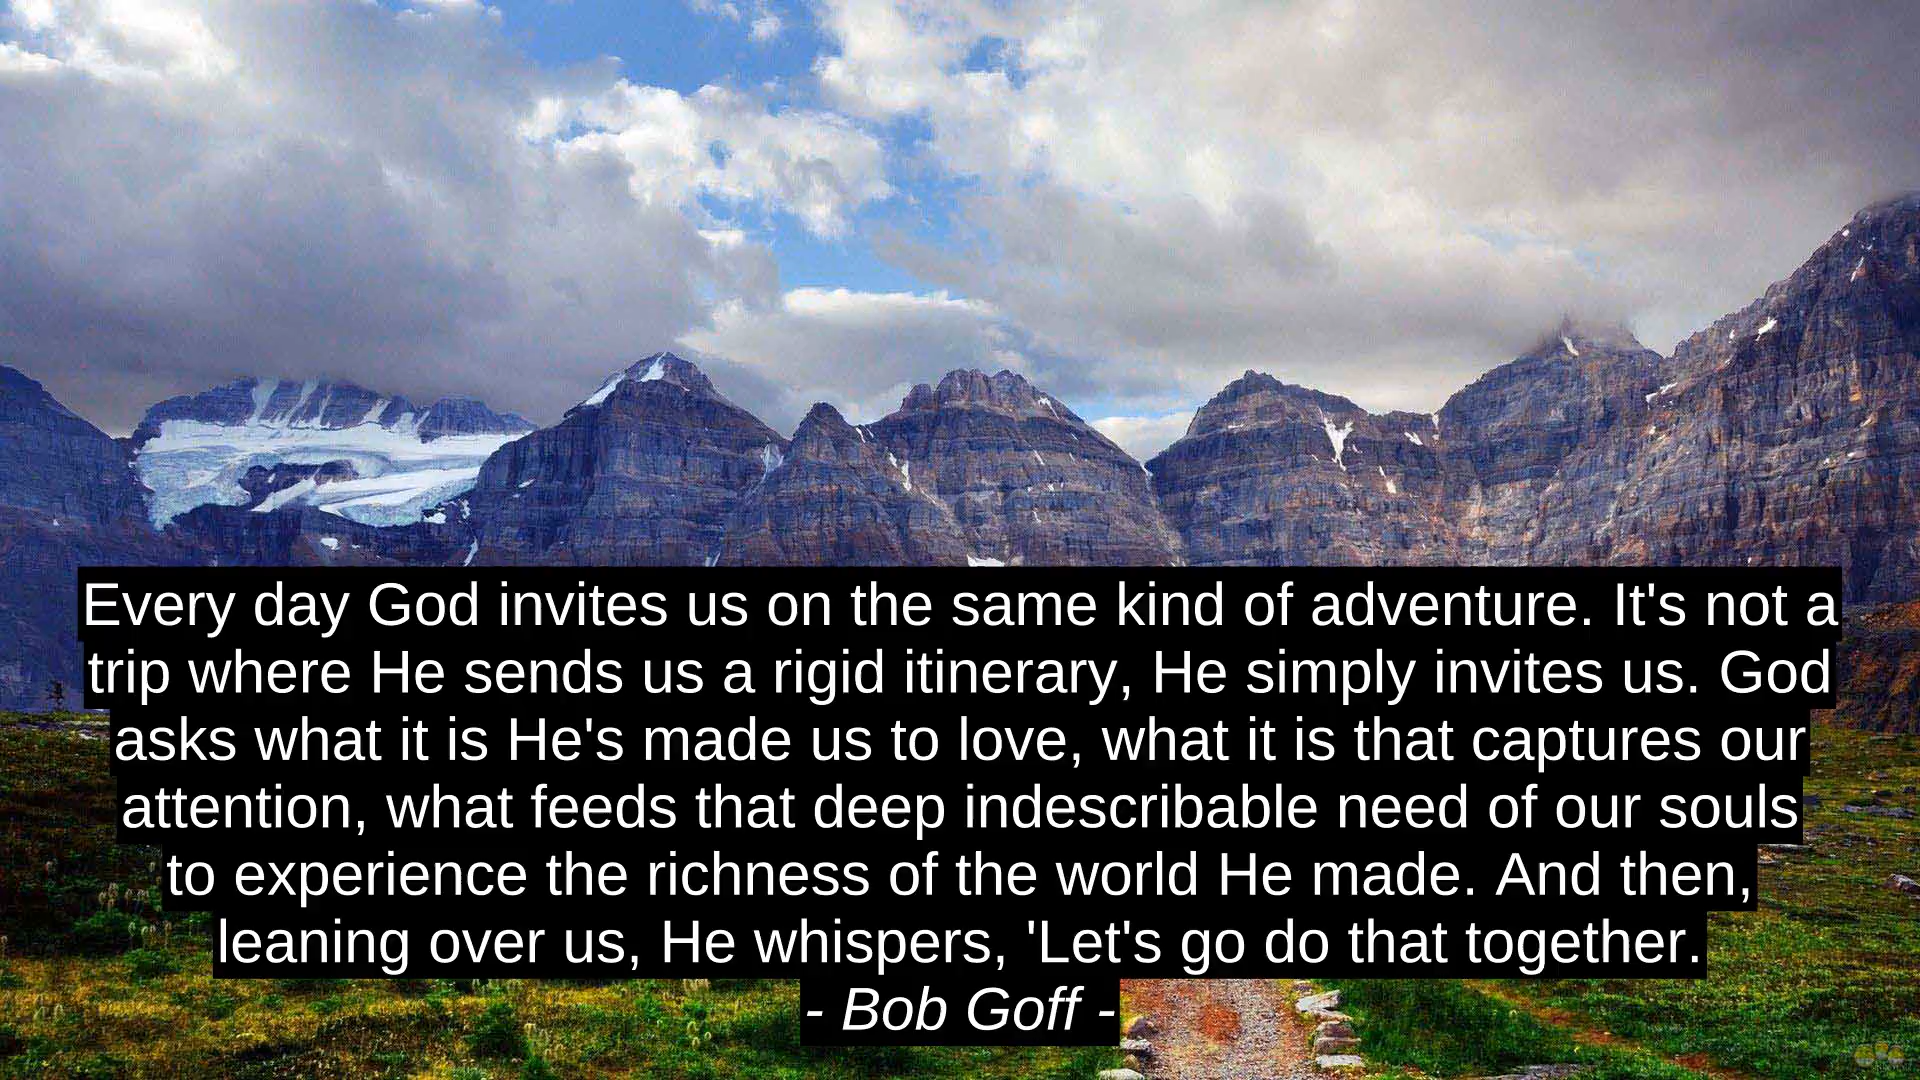 Every day God invites us on the same kind of adventure. It's not a
trip where He sends us a rigid itinerary, He simply invites us. God
asks what it is He's made us to love, what it is that captures our
attention, what feeds that deep indescribable need of our souls
to experience the richness of the world He made. And then,
leaning over us, He whispers, 'Let's go do that together.
- Bob Goff -